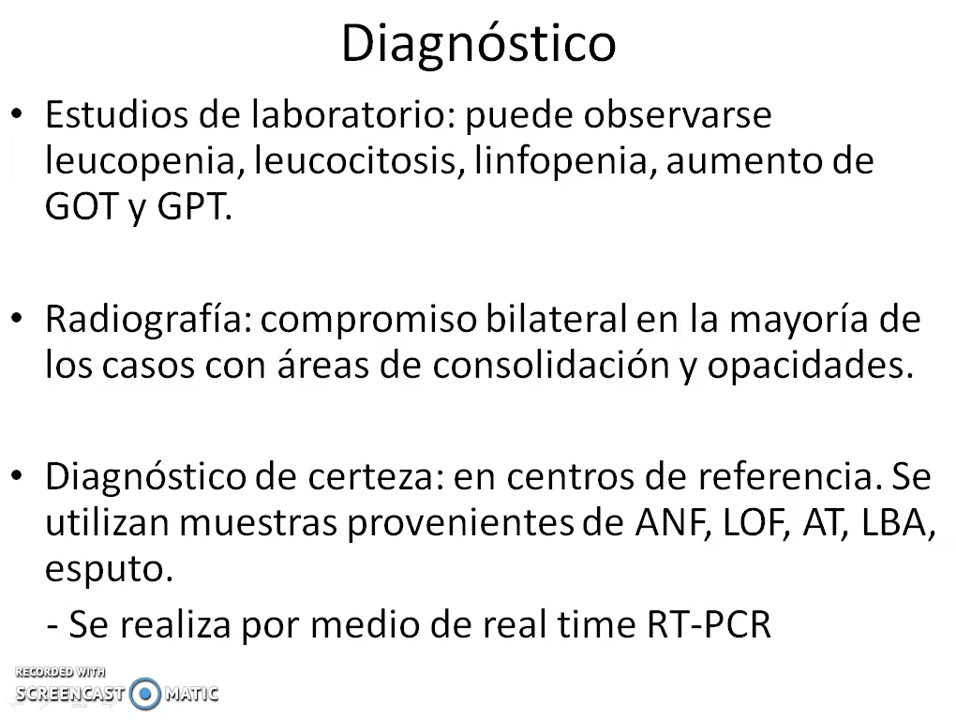 Diagnóstico
• Estudios de laboratorio: puede observarse
leucopenia, leucocitosis, linfopenia, aumento de
GOT y GPT.
• Radiografía: compromiso bilateral en la mayoría de
los casos con áreas de consolidación y opacidades.
• Diagnóstico de certeza: en centros de referencia. Se
utilizan muestras provenientes de ANF, LOF, AT, LBA,
esputo.
- Se realiza por medio de real time RT-PCR
RECORDED WITH
SCREENCAST MATIC